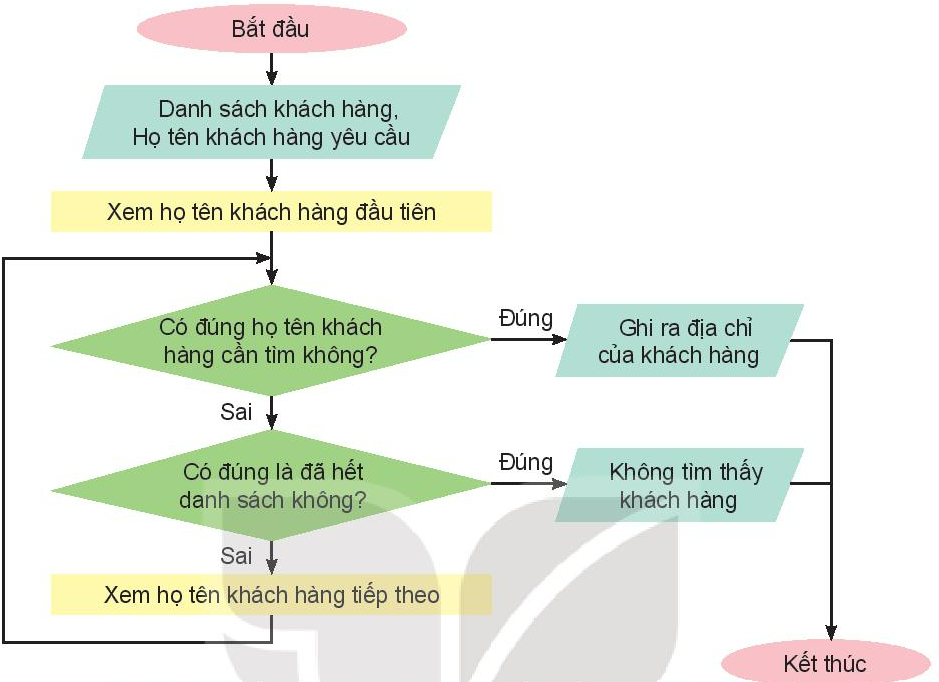 Bắt đầu
Danh sách khách hàng,
Họ tên khách hàng yêu cầu
Xem họ tên khách hàng đầu tiên
Có đúng họ tên khách
hàng cần tìm không?
Đúng
Ghi ra địa chỉ
của khách hàng
Sai
Có đúng là đã hết
danh sách không?
Đúng
Không tìm thấy
khách hàng
Sai
Xem họ tên khách hàng tiếp theo
Kết thúc